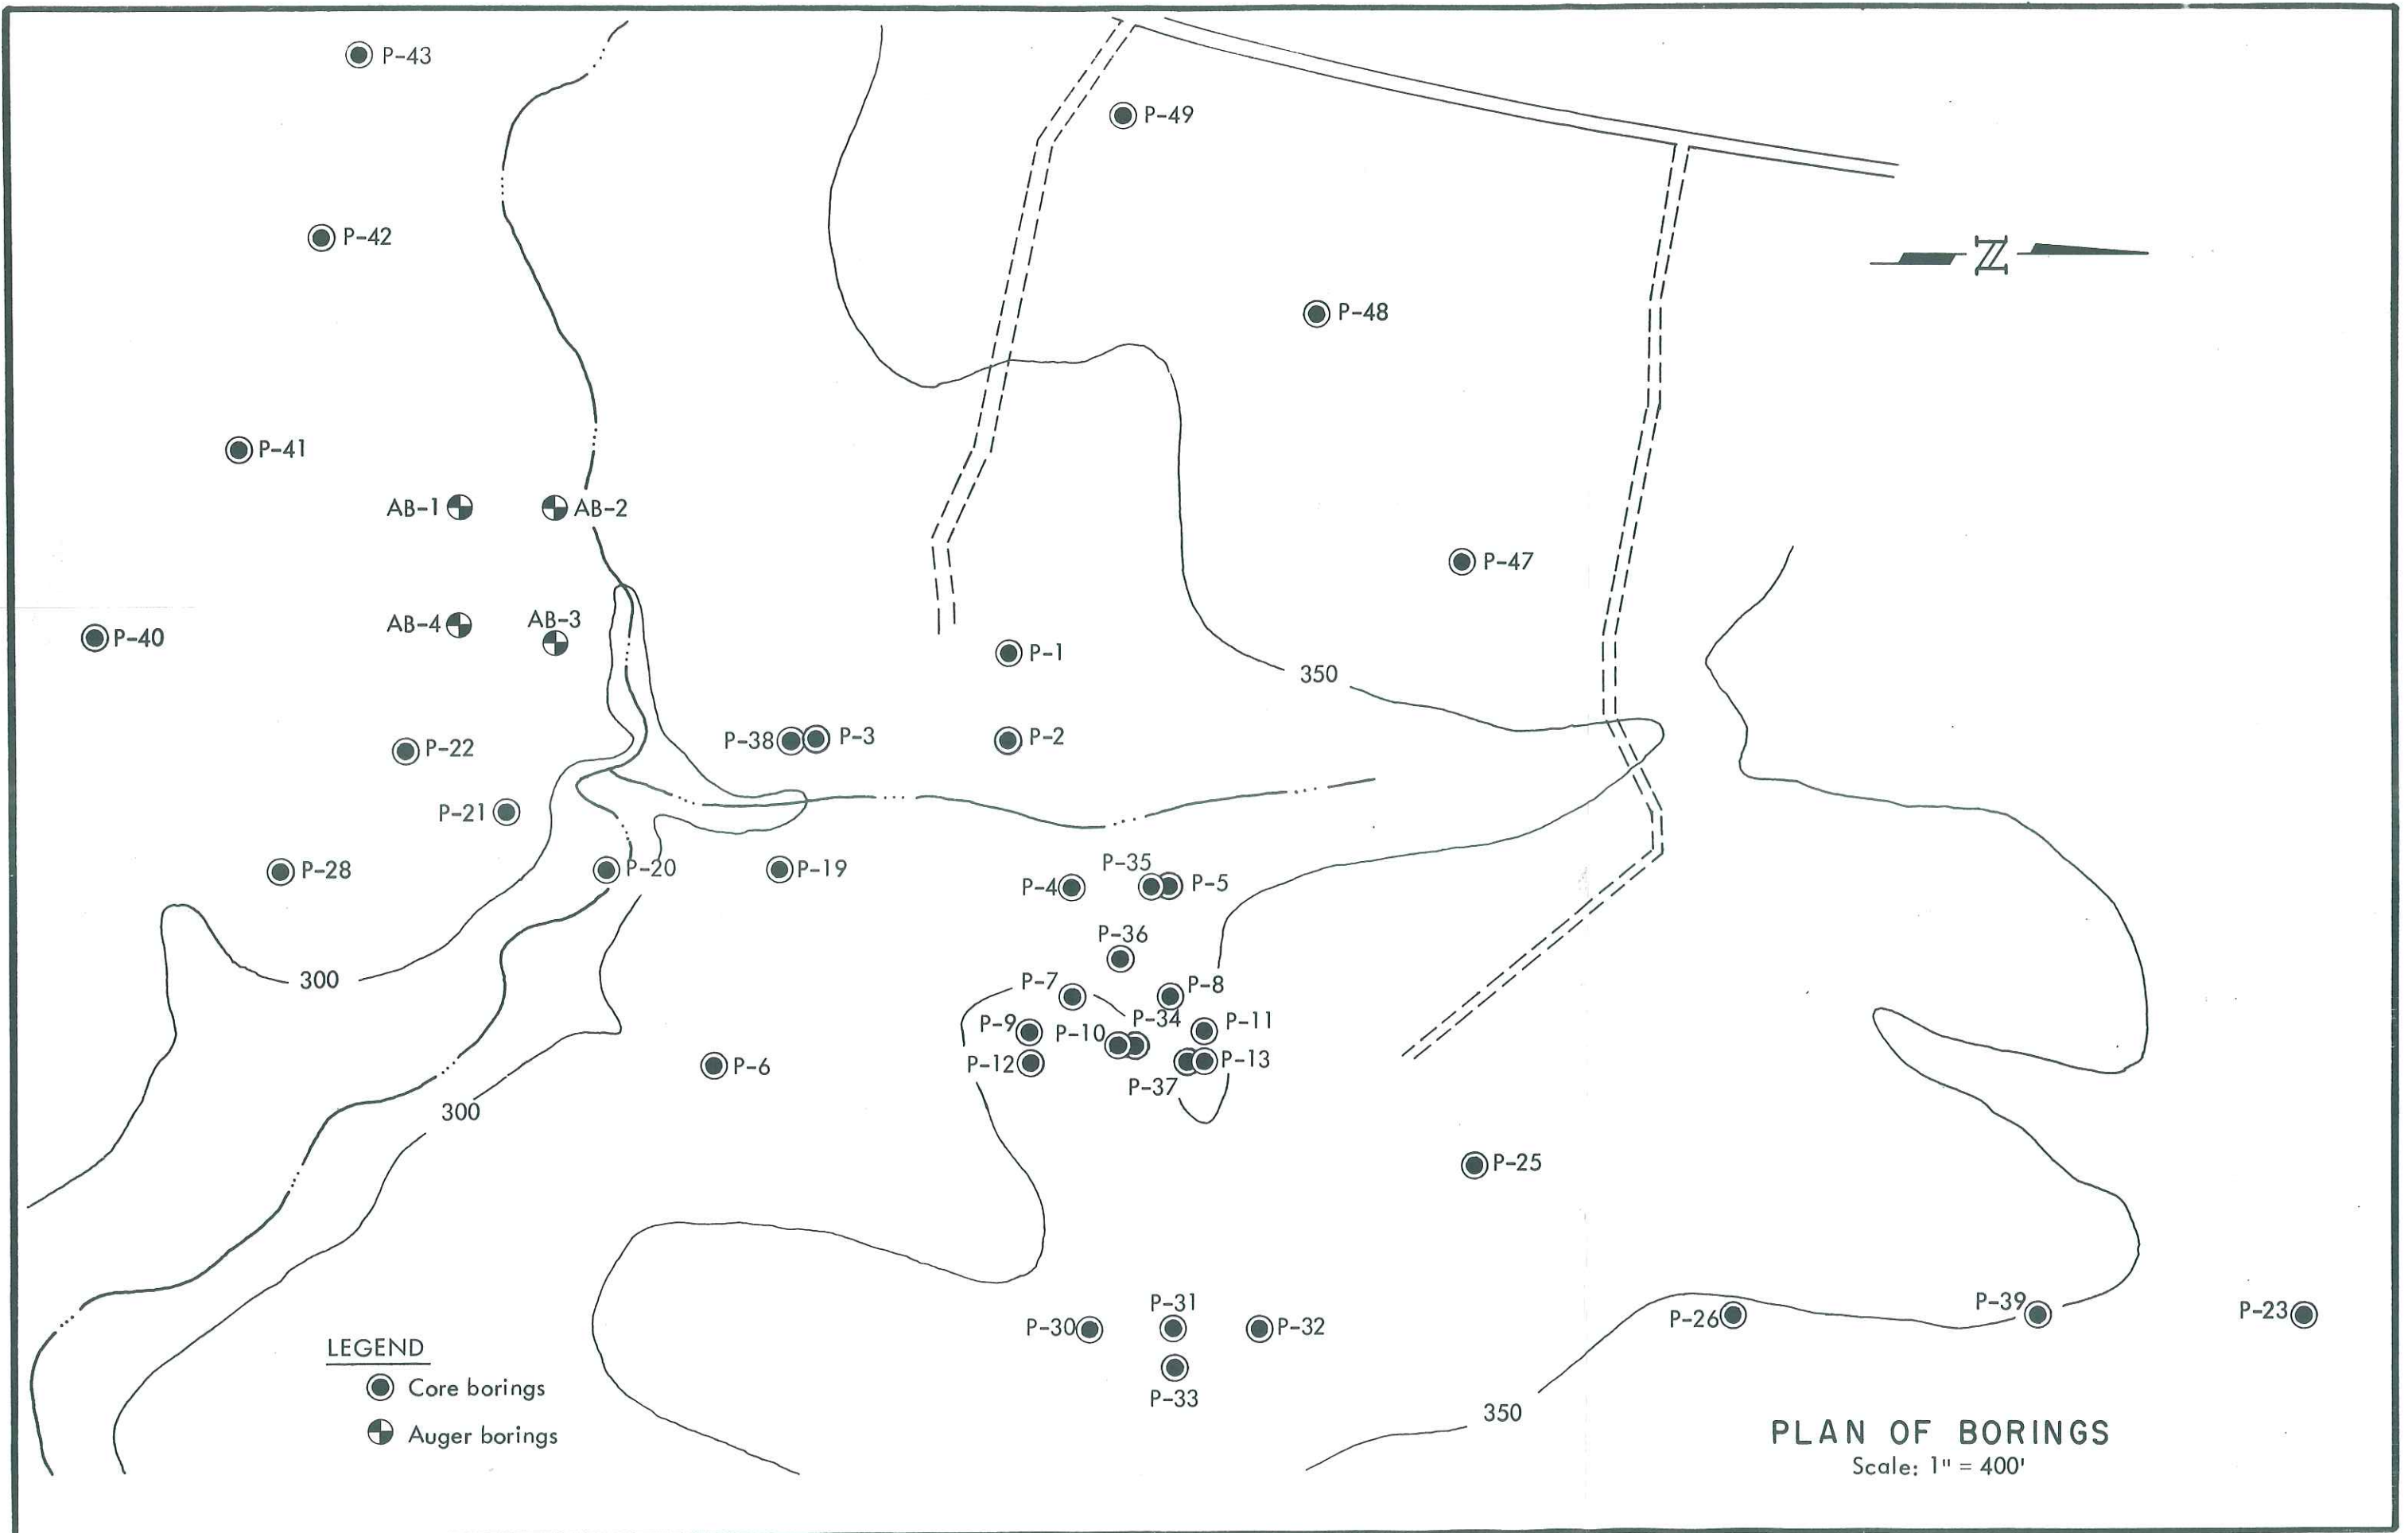 P-43
P-49
P-42
N
P-48
P-41
AB-1
AB-2
P-47
AB-4
AB-3
P-40
P-1
350
P-38
P-3
P-2
P-22
P-21
P-28
P-20
P-19
P-35
P-4
P-5
P-36
300
P-7
P-8
P-34
P-9
P-10
P-11
P-12
P-13
P-6
P-37
300
P-25
P-31
P-39
P-23
P-30
P-32
P-26
LEGEND
Core borings
P-33
350
Auger borings
PLAN OF BORINGS
Scale: 1" = 400'